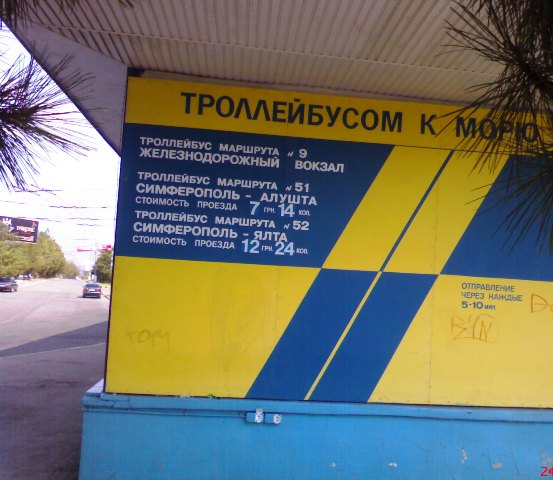 ТРОЛЛЕЙБУСОМ К МОРЮ
ТРОЛЛЕЙБУС МАРШРУТА № 9
ЖЕЛЕЗНОДОРОЖНЫЙ ВОКЗАЛ
ТРОЛЛЕЙБУС МАРШРУТА № 51
СИМФЕРОПОЛЬ - АЛУШТА
СТОИМОСТЬ ПРОЕЗДА 7 ГРН. 14 КОП.
ТРОЛЛЕЙБУС МАРШРУТА № 52
СИМФЕРОПОЛЬ - ЯЛТА
СТОИМОСТЬ ПРОЕЗДА 12 ГРН. 24 КОП.
ОТПРАВЛЕНИЕ
ЧЕРЕЗ КАЖДЫЕ
5-10 МИН.
24